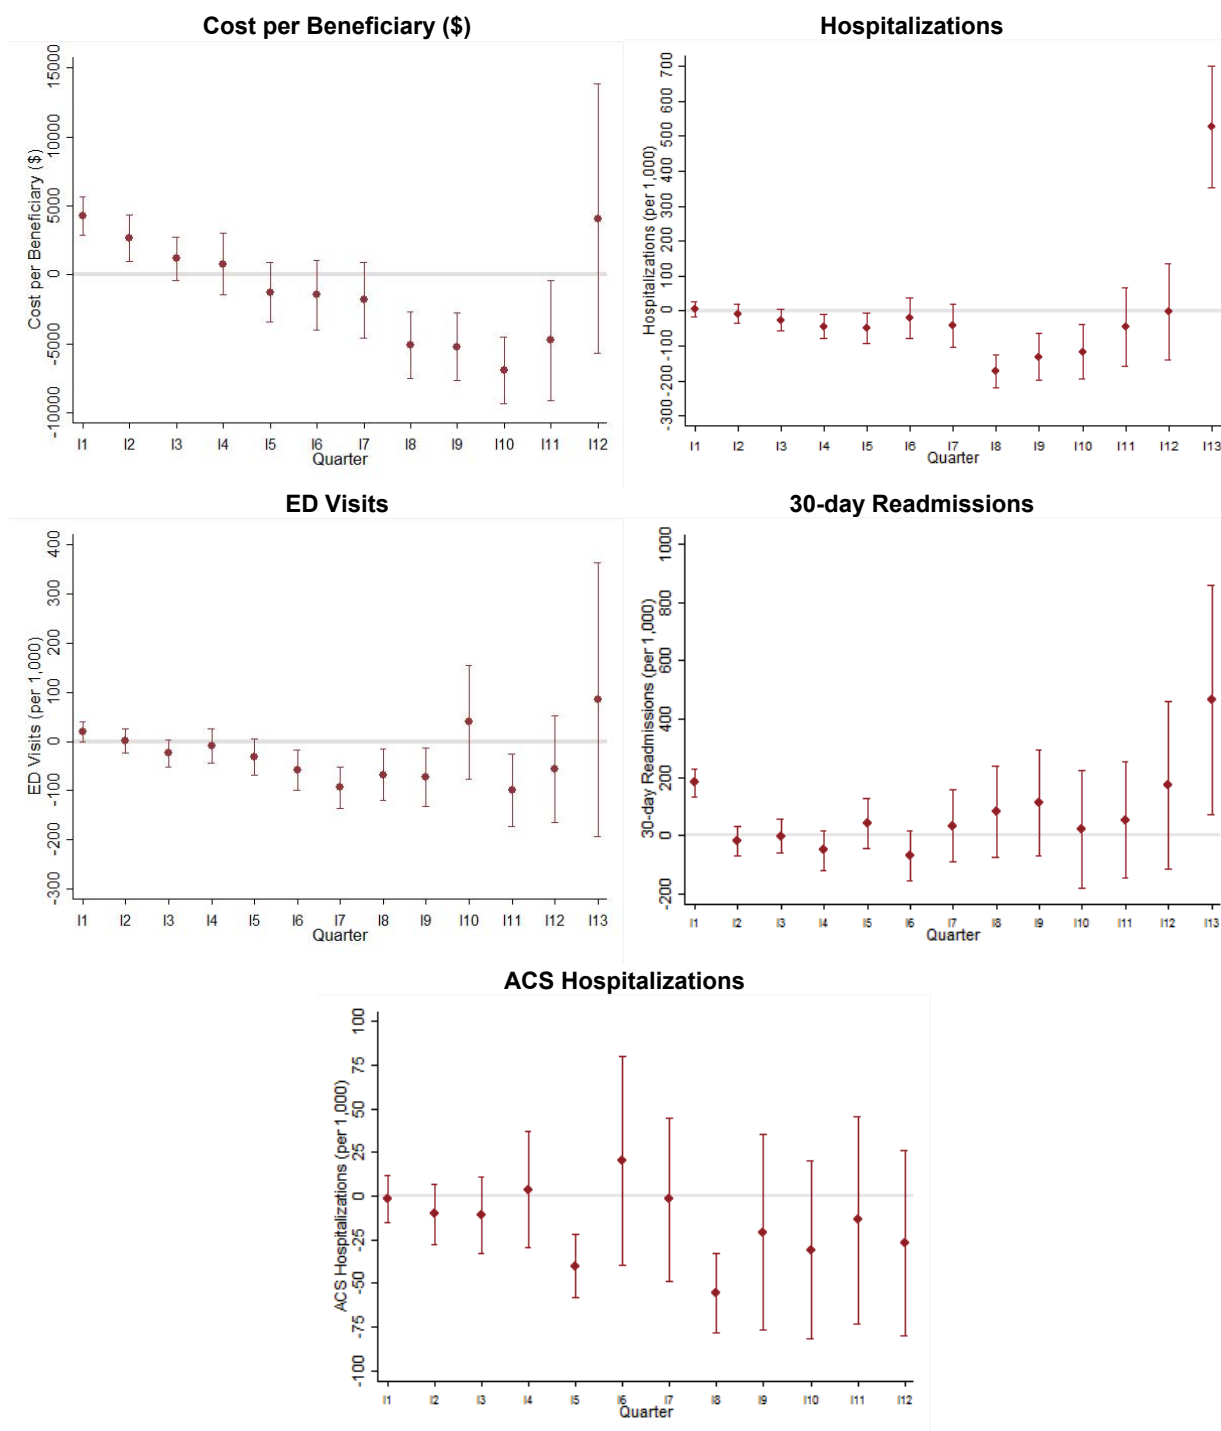 Cost per Beneficiary ($)
Cost per Beneficiary ($)
15000
10000
5000
0
-5000
-10000
I1 I2 I3 I4 I5 I6 I7 I8 I9 I10 I11 I12
Quarter
Hospitalizations
Hospitalizations (per 1,000)
700
600
500
400
300
200
100
0
-100
-200
-300
I1 I2 I3 I4 I5 I6 I7 I8 I9 I10 I11 I12 I13
Quarter
ED Visits
ED Visits (per 1,000)
400
300
200
100
0
-100
-200
-300
I1 I2 I3 I4 I5 I6 I7 I8 I9 I10 I11 I12 I13
Quarter
30-day Readmissions
30-day Readmissions (per 1,000)
1000
800
600
400
200
0
-200
I1 I2 I3 I4 I5 I6 I7 I8 I9 I10 I11 I12 I13
Quarter
ACS Hospitalizations
ACS Hospitalizations (per 1,000)
100
75
50
25
0
-25
-50
-75
-100
I1 I2 I3 I4 I5 I6 I7 I8 I9 I10 I11 I12
Quarter